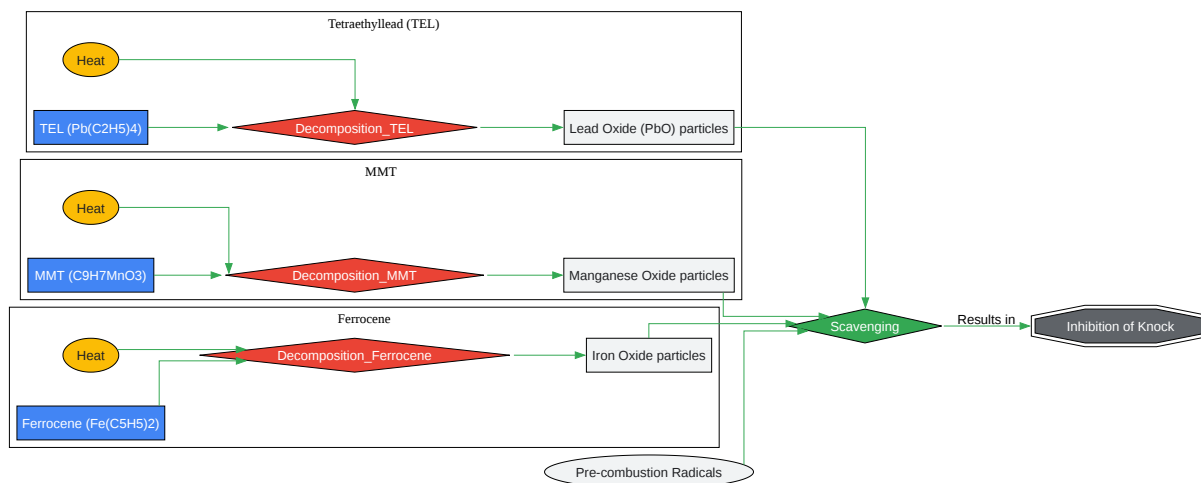 Tetraethyllead (TEL)
Heat
TEL (Pb(C2H5)4)
Decomposition_TEL
Lead Oxide (PbO) particles
MMT
Heat
MMT (C9H7MnO3)
Decomposition_MMT
Manganese Oxide particles
Ferrocene
Heat
Decomposition_Ferrocene
Iron Oxide particles
Ferrocene (Fe(C5H5)2)
Scavenging
Results in
Inhibition of Knock
Pre-combustion Radicals